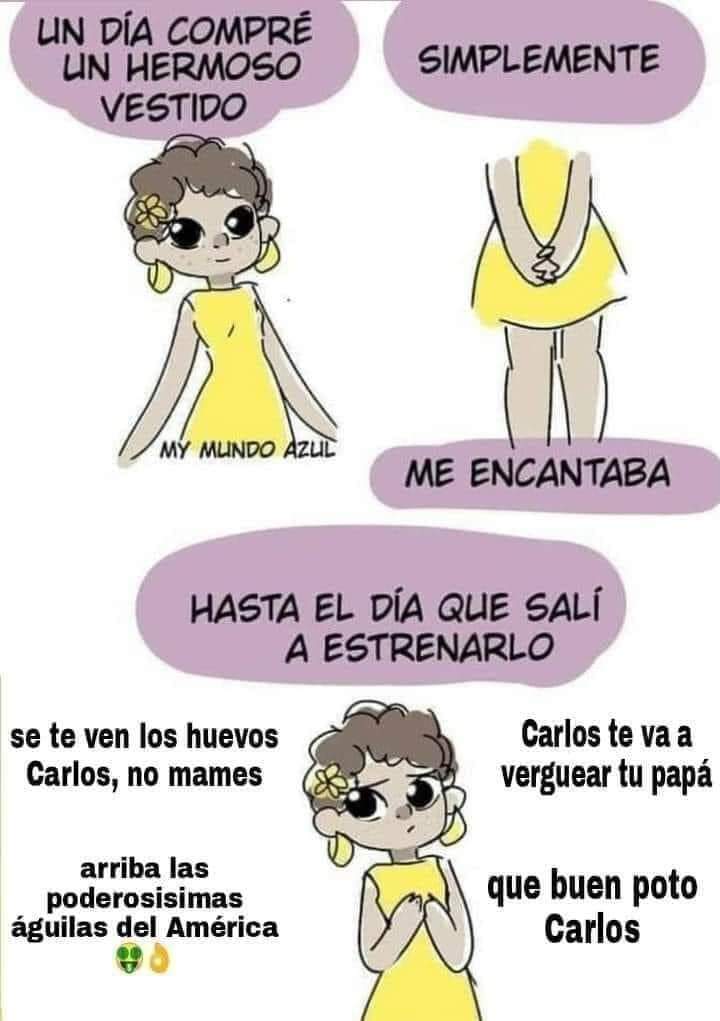 UN DÍA COMPRÉ
UN HERMOSO
VESTIDO
SIMPLEMENTE
MY MUNDO AZUL
ME ENCANTABA
HASTA EL DÍA QUE SALÍ
A ESTRENARLO
se te ven los huevos
Carlos, no mames
Carlos te va a
verguear tu papá
arriba las
poderosisimas
águilas del América
🤑👌
que buen poto
Carlos